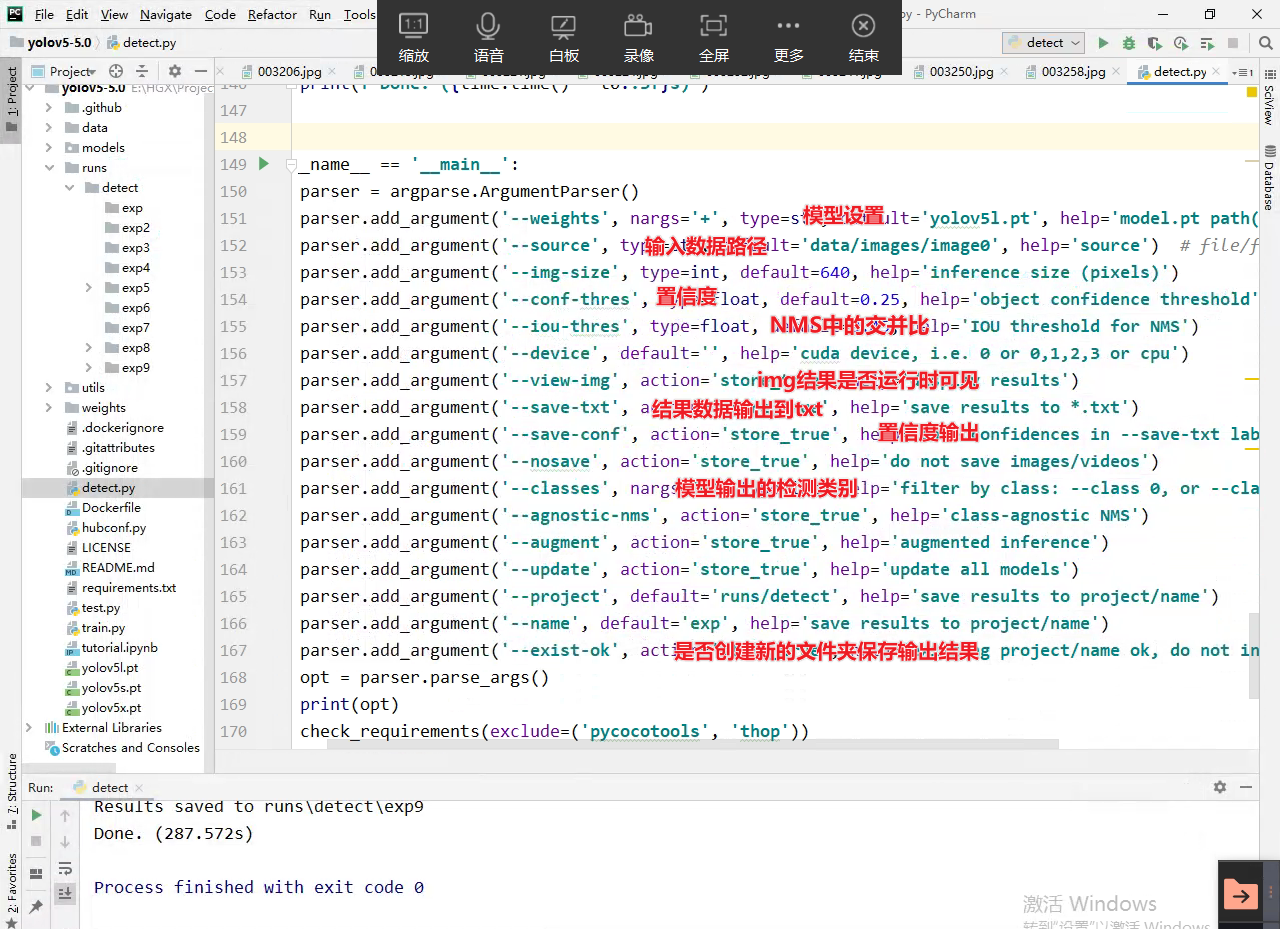 File Edit View Navigate Code Refactor Run Tools
py - PyCharm
缩放 语音 白板 录像 全屏 更多 结束
yolov5-5.0 detect.py
detect
Project
003206.jpg
003250.jpg
003258.jpg
detect.py
1: Project
SciView
Database
7: Structure
2: Favorites
yolov5-5.0 E:\HGX\Projec
.github
data
models
runs
detect
exp
exp2
exp3
exp4
exp5
exp6
exp7
exp8
exp9
utils
weights
.dockerignore
.gitattributes
.gitignore
detect.py
Dockerfile
hubconf.py
LICENSE
README.md
requirements.txt
test.py
train.py
tutorial.ipynb
yolov5l.pt
yolov5s.pt
yolov5x.pt
External Libraries
Scratches and Consoles
147
148
149 _name__ == '__main__':
150 parser = argparse.ArgumentParser()
151 parser.add_argument('--weights', nargs='+', 模型设置 'yolov5l.pt', help='model.pt path(
152 parser.add_argument('--source', 输入数据路径 'data/images/image0', help='source') # file/f
153 parser.add_argument('--img-size', type=int, default=640, help='inference size (pixels)')
154 parser.add_argument('--conf-thres', 置信度 float, default=0.25, help='object confidence threshold'
155 parser.add_argument('--iou-thres', type=float, NMS中的交并比 'IOU threshold for NMS')
156 parser.add_argument('--device', default='', help='cuda device, i.e. 0 or 0,1,2,3 or cpu')
157 parser.add_argument('--view-img', action= img结果是否运行时可见 results')
158 parser.add_argument('--save-txt', 结果数据输出到txt help='save results to *.txt')
159 parser.add_argument('--save-conf', action='store_true', 置信度输出 confidences in --save-txt lab
160 parser.add_argument('--nosave', action='store_true', help='do not save images/videos')
161 parser.add_argument('--classes', nargs 模型输出的检测类别 'filter by class: --class 0, or --cla
162 parser.add_argument('--agnostic-nms', action='store_true', help='class-agnostic NMS')
163 parser.add_argument('--augment', action='store_true', help='augmented inference')
164 parser.add_argument('--update', action='store_true', help='update all models')
165 parser.add_argument('--project', default='runs/detect', help='save results to project/name')
166 parser.add_argument('--name', default='exp', help='save results to project/name')
167 parser.add_argument('--exist-ok', 是否创建新的文件夹保存输出结果 project/name ok, do not in
168 opt = parser.parse_args()
169 print(opt)
170 check_requirements(exclude=('pycocotools', 'thop'))
Run: detect
Results saved to runs\detect\exp9
Done. (287.572s)
Process finished with exit code 0
激活 Windows
转到"设置"以激活 Windows